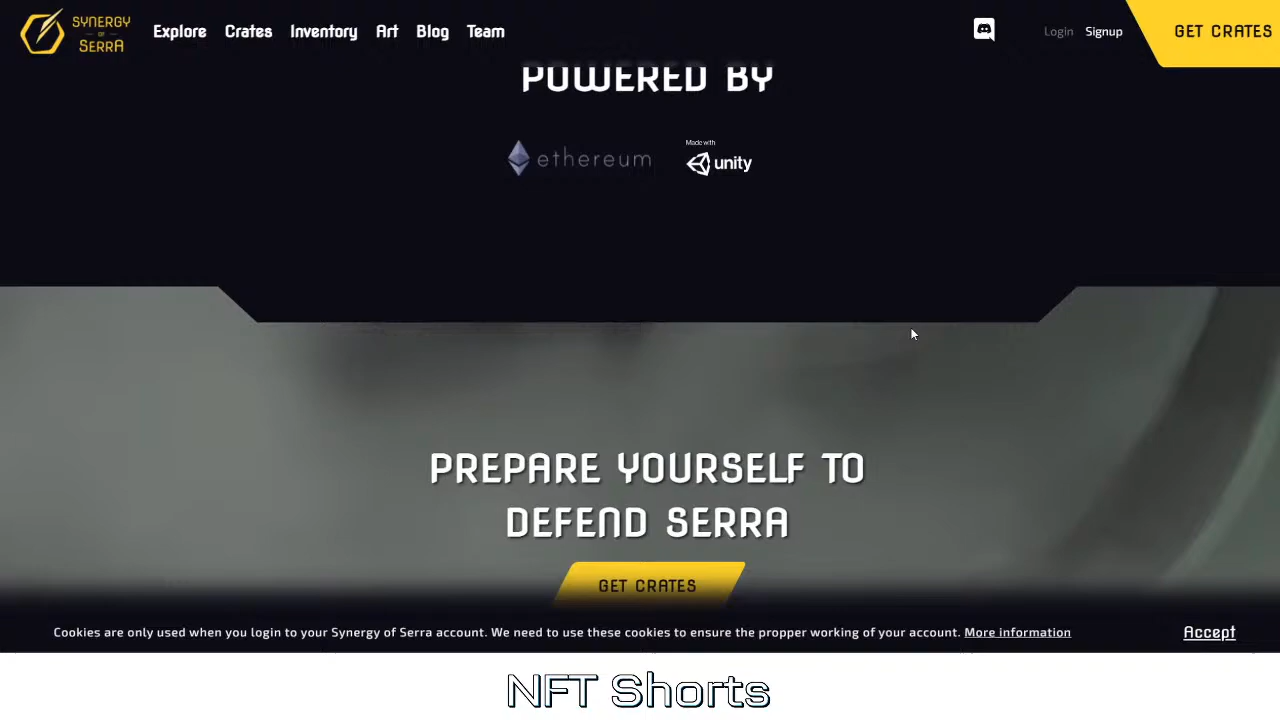 SYNERGY
OF
SERRA
Explore Crates Inventory Art Blog Team
Login Signup
GET CRATES
POWERED BY
ethereum
Made with
unity
PREPARE YOURSELF TO
DEFEND SERRA
GET CRATES
Cookies are only used when you login to your Synergy of Serra account. We need to use these cookies to ensure the propper working of your account. More information
Accept
NFT Shorts